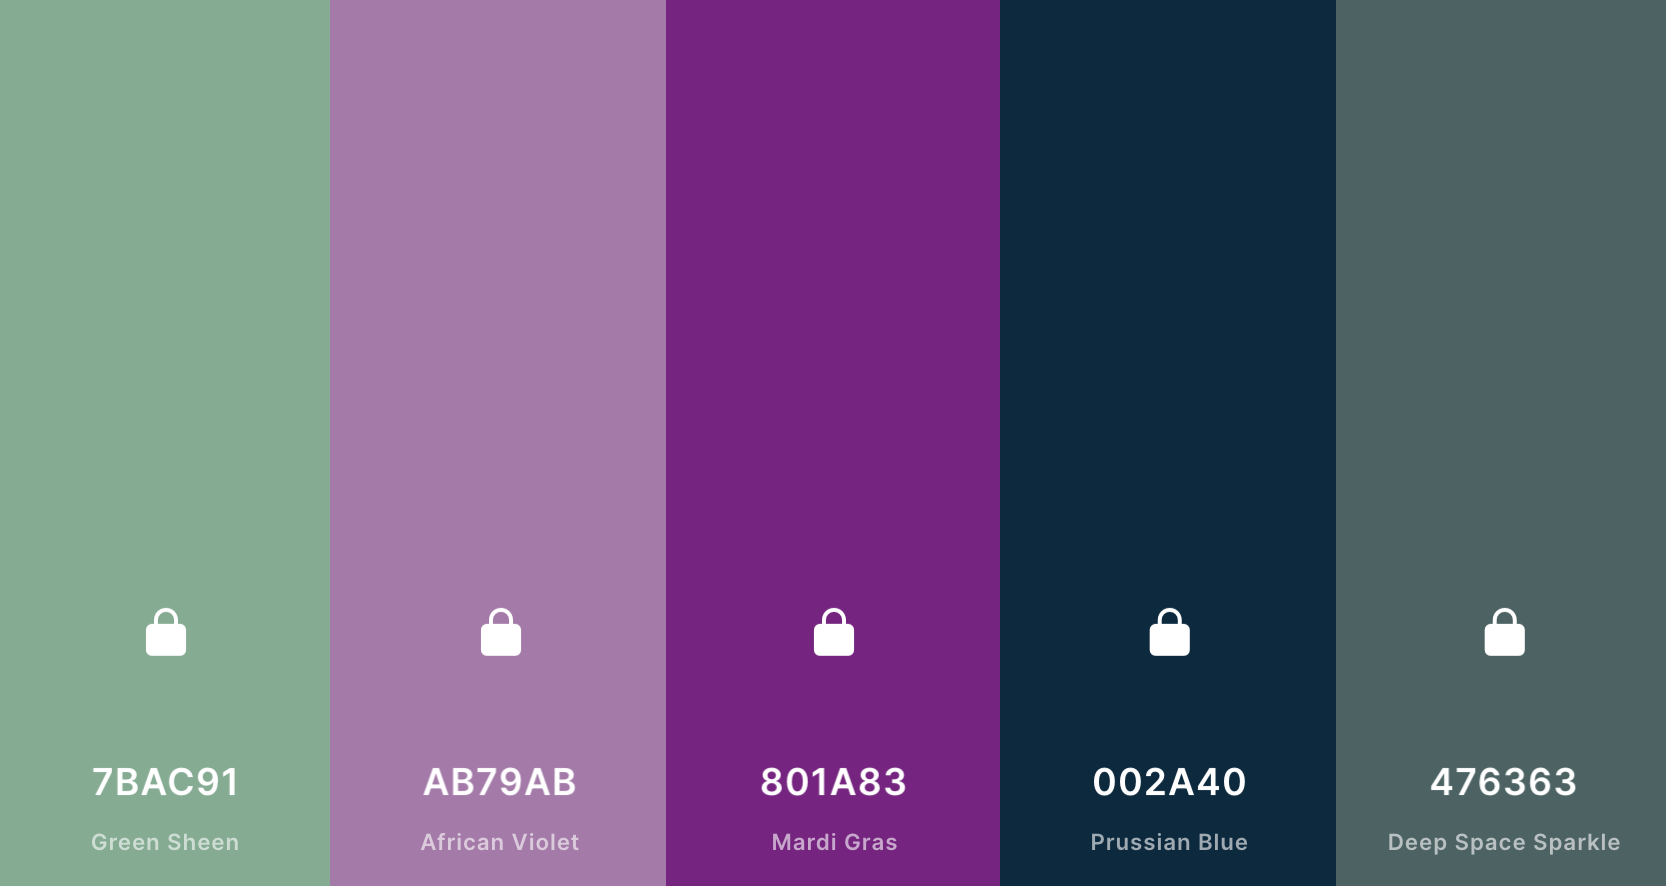 7BAC91
Green Sheen
AB79AB
African Violet
801A83
Mardi Gras
002A40
Prussian Blue
476363
Deep Space Sparkle